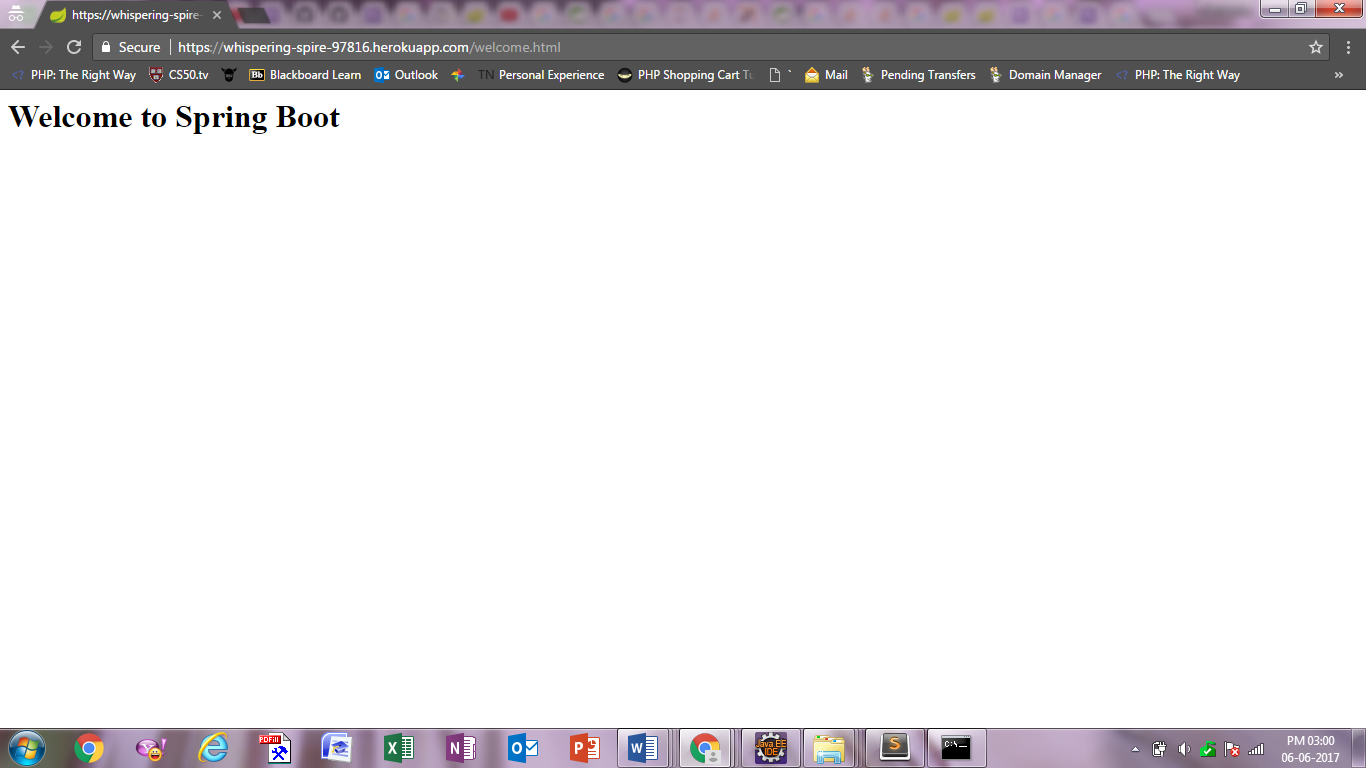 https://whispering-spire-
Secure
https://whispering-spire-97816.herokuapp.com/welcome.html
PHP: The Right Way
CS50.tv
Bb Blackboard Learn
Outlook
TN Personal Experience
PHP Shopping Cart Tu
`
Mail
Pending Transfers
Domain Manager
PHP: The Right Way
»
Welcome to Spring Boot
PDFill
Java EE
IDE
C:\
PM 03:00
06-06-2017